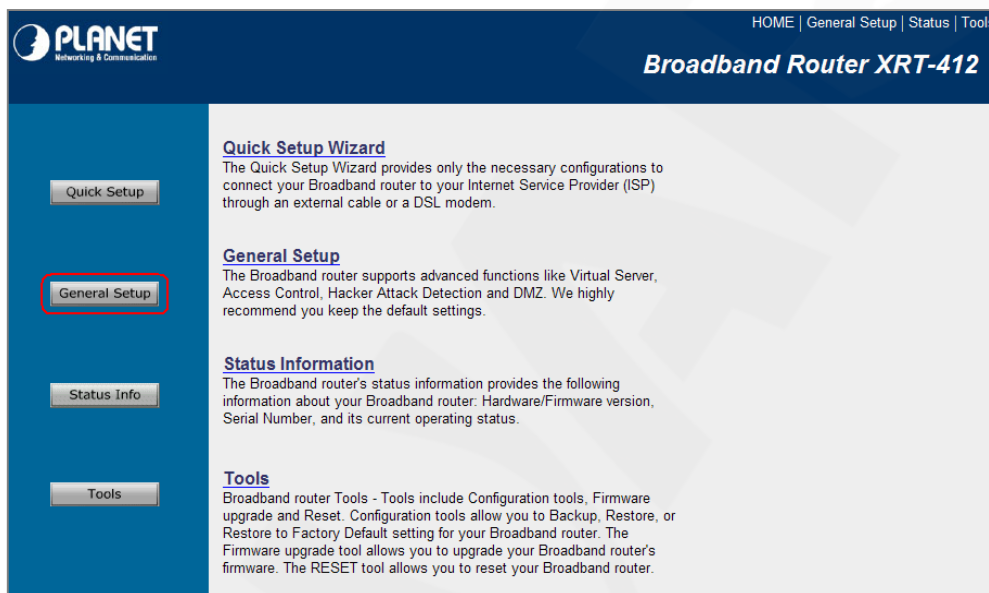 PLANET
Networking & Communication
HOME | General Setup | Status | Tools
Broadband Router XRT-412
Quick Setup
Quick Setup Wizard
The Quick Setup Wizard provides only the necessary configurations to
connect your Broadband router to your Internet Service Provider (ISP)
through an external cable or a DSL modem.
General Setup
General Setup
The Broadband router supports advanced functions like Virtual Server,
Access Control, Hacker Attack Detection and DMZ. We highly
recommend you keep the default settings.
Status Info
Status Information
The Broadband router's status information provides the following
information about your Broadband router: Hardware/Firmware version,
Serial Number, and its current operating status.
Tools
Tools
Broadband router Tools - Tools include Configuration tools, Firmware
upgrade and Reset. Configuration tools allow you to Backup, Restore, or
Restore to Factory Default setting for your Broadband router. The
Firmware upgrade tool allows you to upgrade your Broadband router's
firmware. The RESET tool allows you to reset your Broadband router.